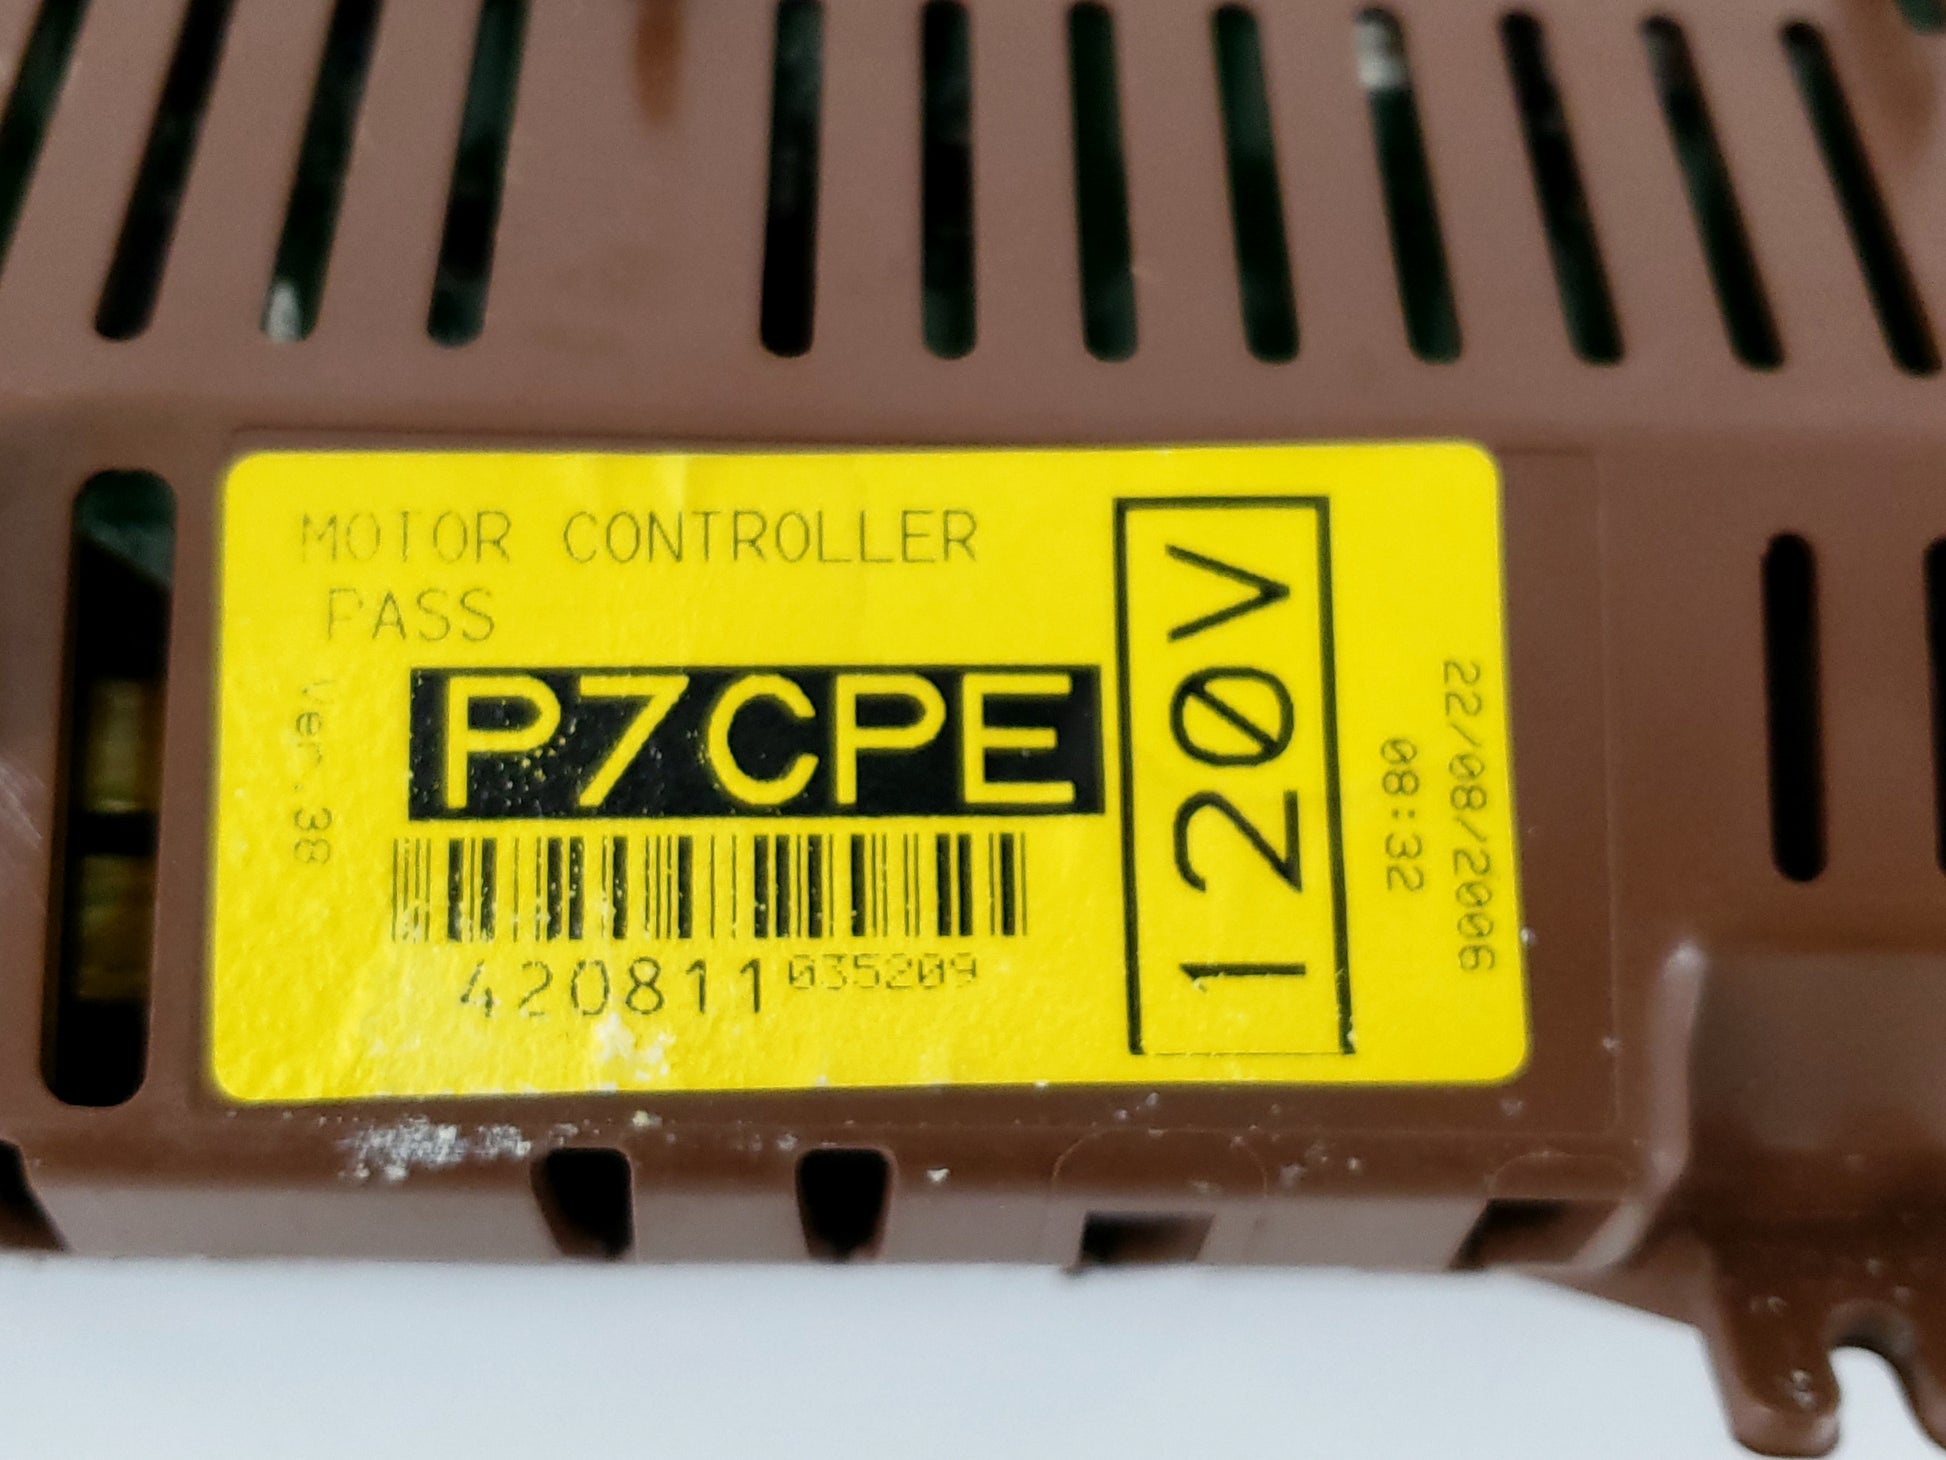 MOTOR CONTROLLER
PASS
Ver.38
P7CPE
420811035209
120V
22/08/2006
08:32